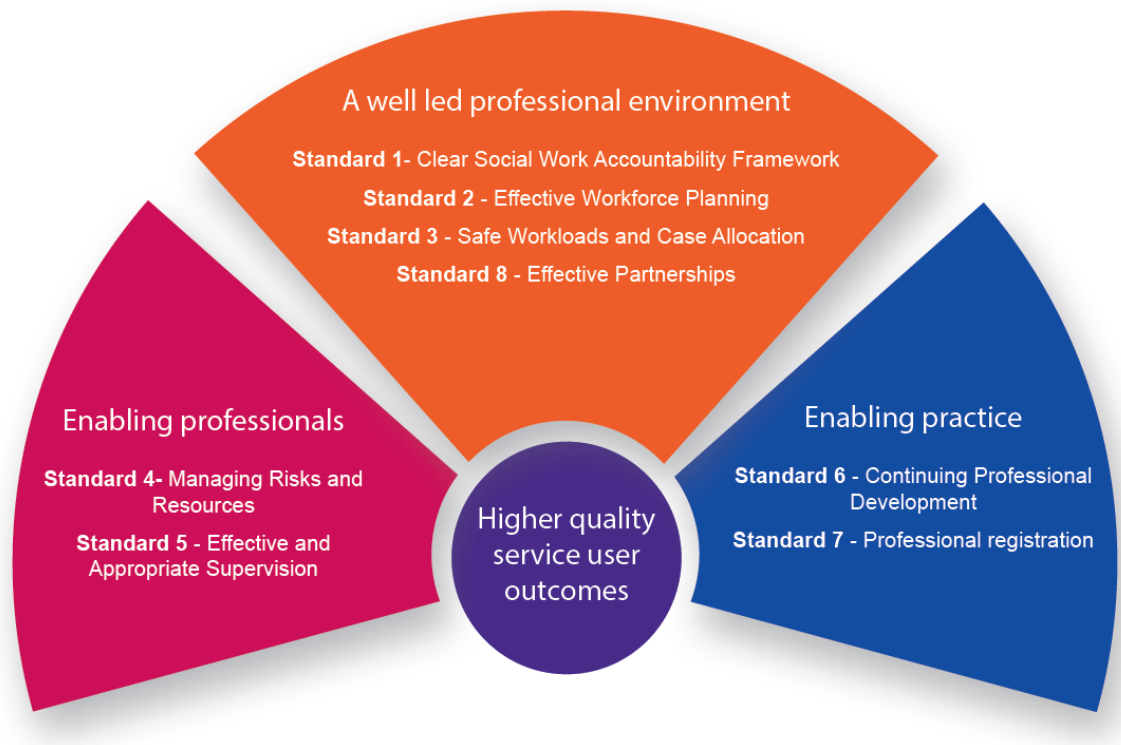 A well led professional environment
Standard 1- Clear Social Work Accountability Framework
Standard 2 - Effective Workforce Planning
Standard 3 - Safe Workloads and Case Allocation
Standard 8 - Effective Partnerships
Enabling professionals
Standard 4- Managing Risks and
Resources
Standard 5 - Effective and
Appropriate Supervision
Higher quality
service user
outcomes
Enabling practice
Standard 6 - Continuing Professional
Development
Standard 7 - Professional registration